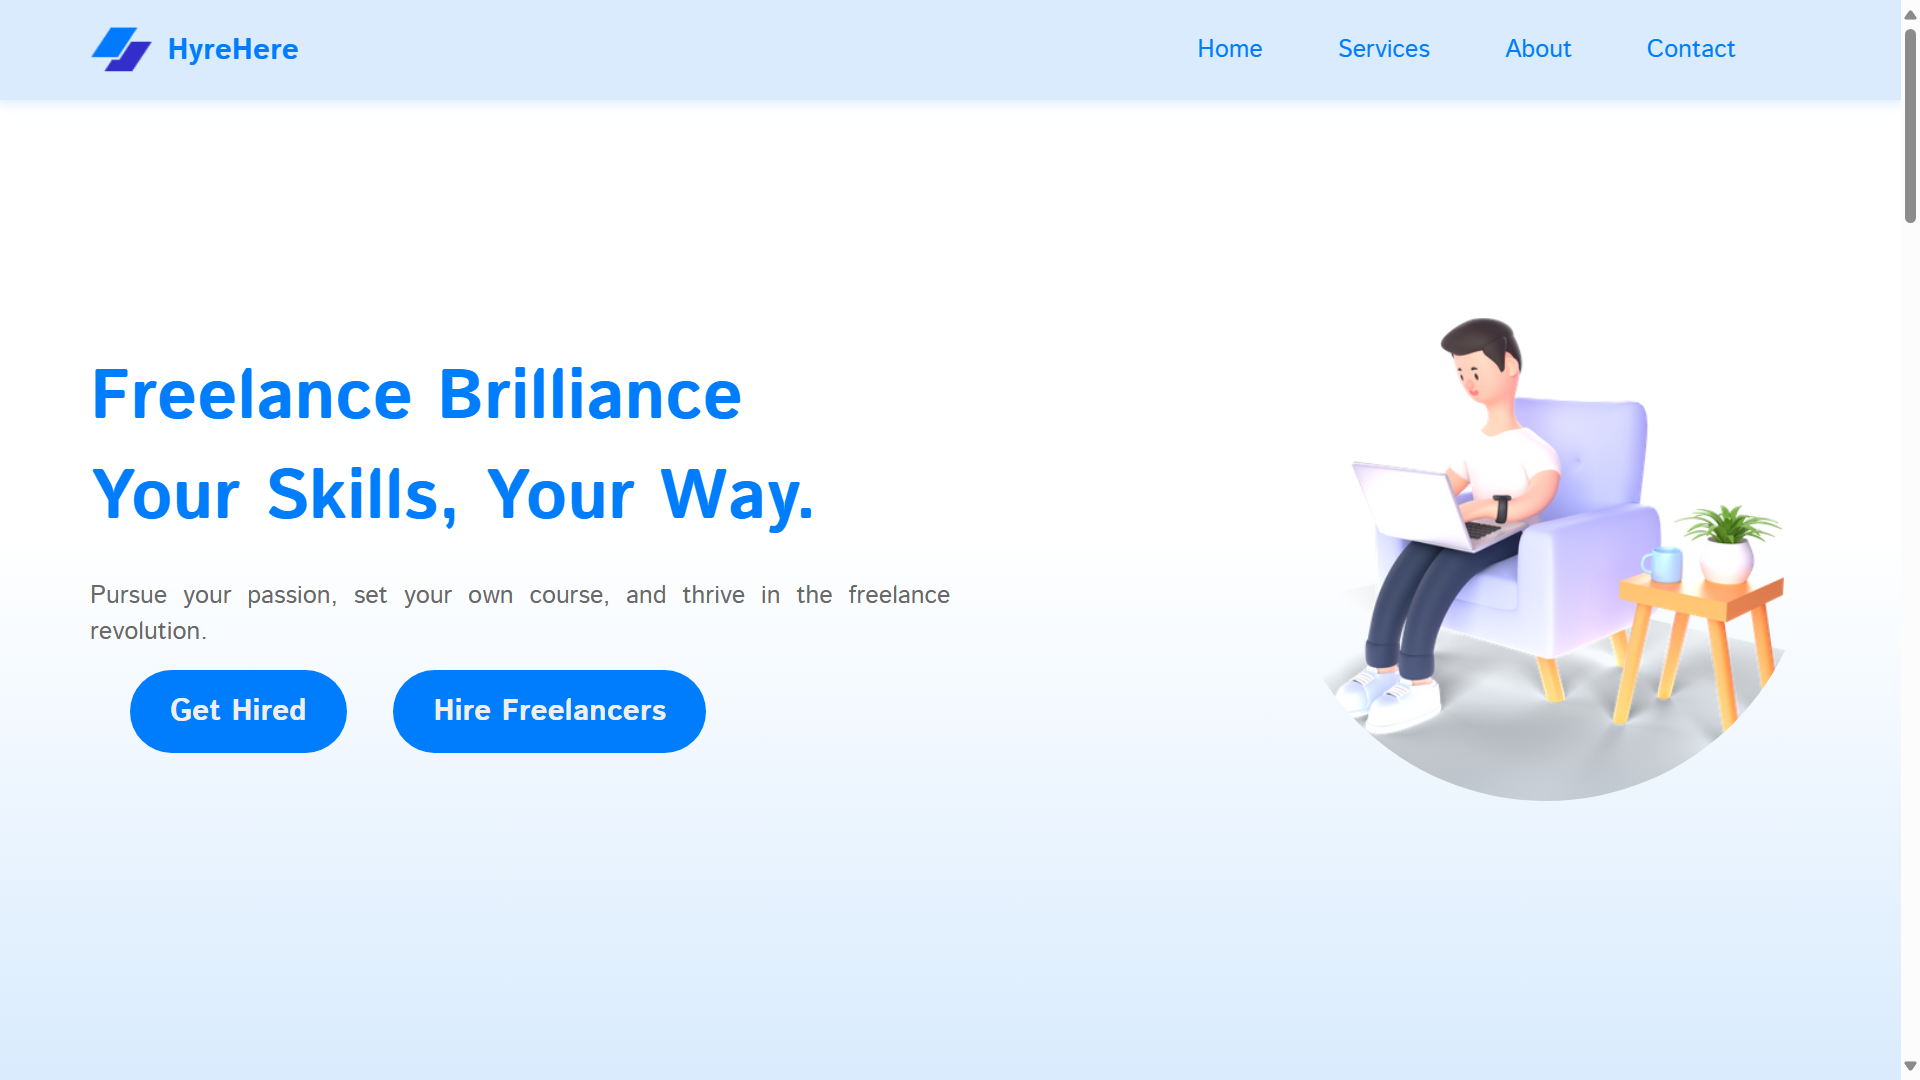 HyreHere
Home
Services
About
Contact
Freelance Brilliance
Your Skills, Your Way.
Pursue your passion, set your own course, and thrive in the freelance
revolution.
Get Hired
Hire Freelancers